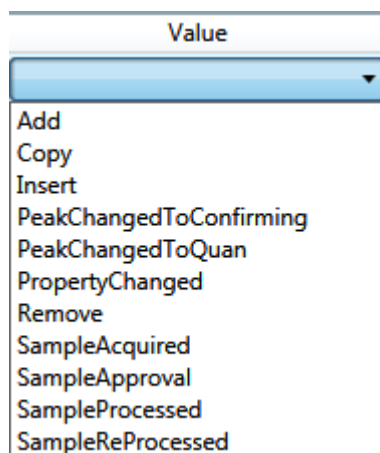 Value
Add
Copy
Insert
PeakChangedToConfirming
PeakChangedToQuan
PropertyChanged
Remove
SampleAcquired
SampleApproval
SampleProcessed
SampleReProcessed